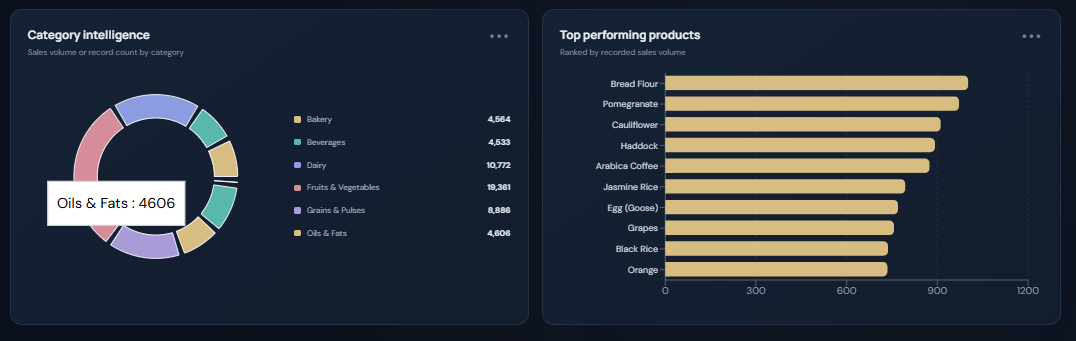 Category intelligence
Sales volume or record count by category
Bakery 4,564
Beverages 4,533
Dairy 10,772
Fruits & Vegetables 19,361
Grains & Pulses 8,686
Oils & Fats 4,606
Oils & Fats : 4606
Top performing products
Ranked by recorded sales volume
Bread Flour
Pomegranate
Cauliflower
Haddock
Arabica Coffee
Jasmine Rice
Egg (Goose)
Grapes
Black Rice
Orange
0 300 600 900 1200